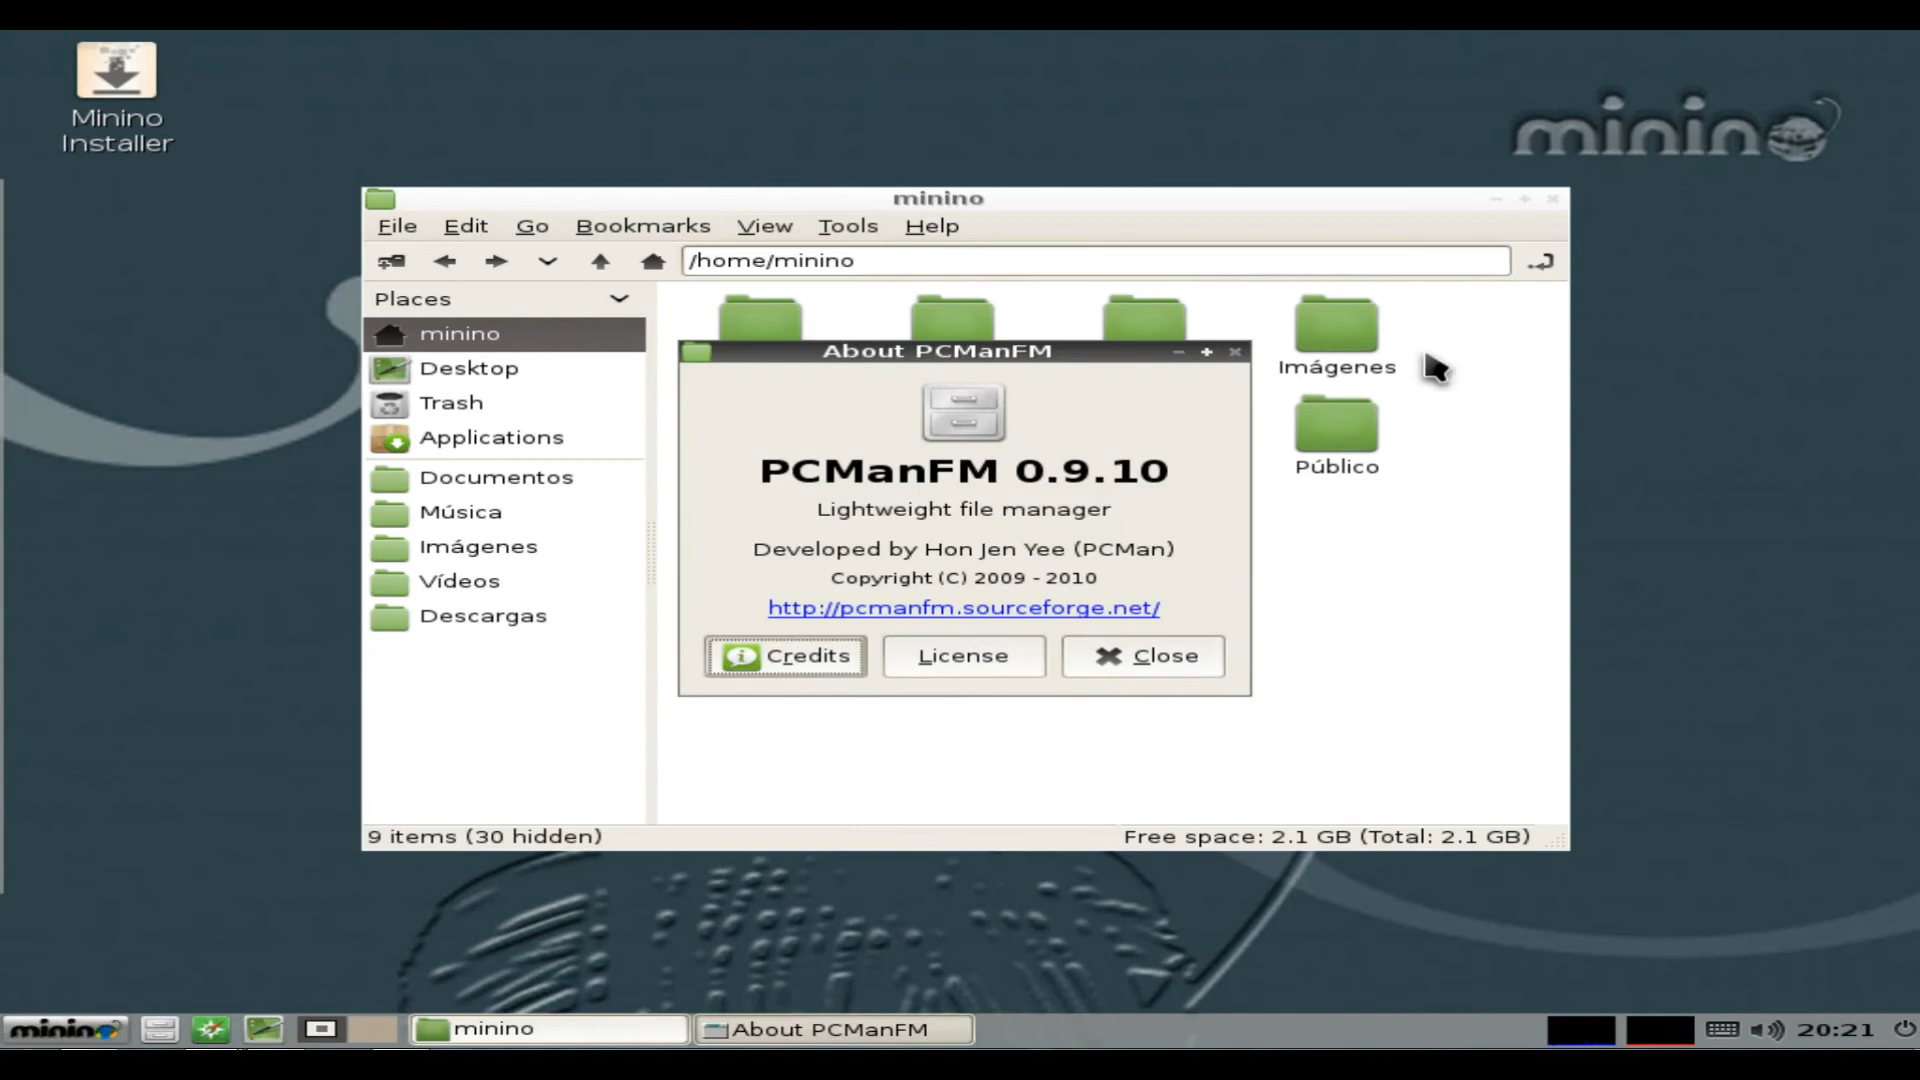 Minino
Installer
minino
minino
File Edit Go Bookmarks View Tools Help
/home/minino
Places
minino
Desktop
Trash
Applications
Documentos
Música
Imágenes
Vídeos
Descargas
Imágenes
Público
About PCManFM
PCManFM 0.9.10
Lightweight file manager
Developed by Hon Jen Yee (PCMan)
Copyright (C) 2009 - 2010
http://pcmanfm.sourceforge.net/
Credits License Close
9 items (30 hidden) Free space: 2.1 GB (Total: 2.1 GB)
minino minino About PCManFM 20:21